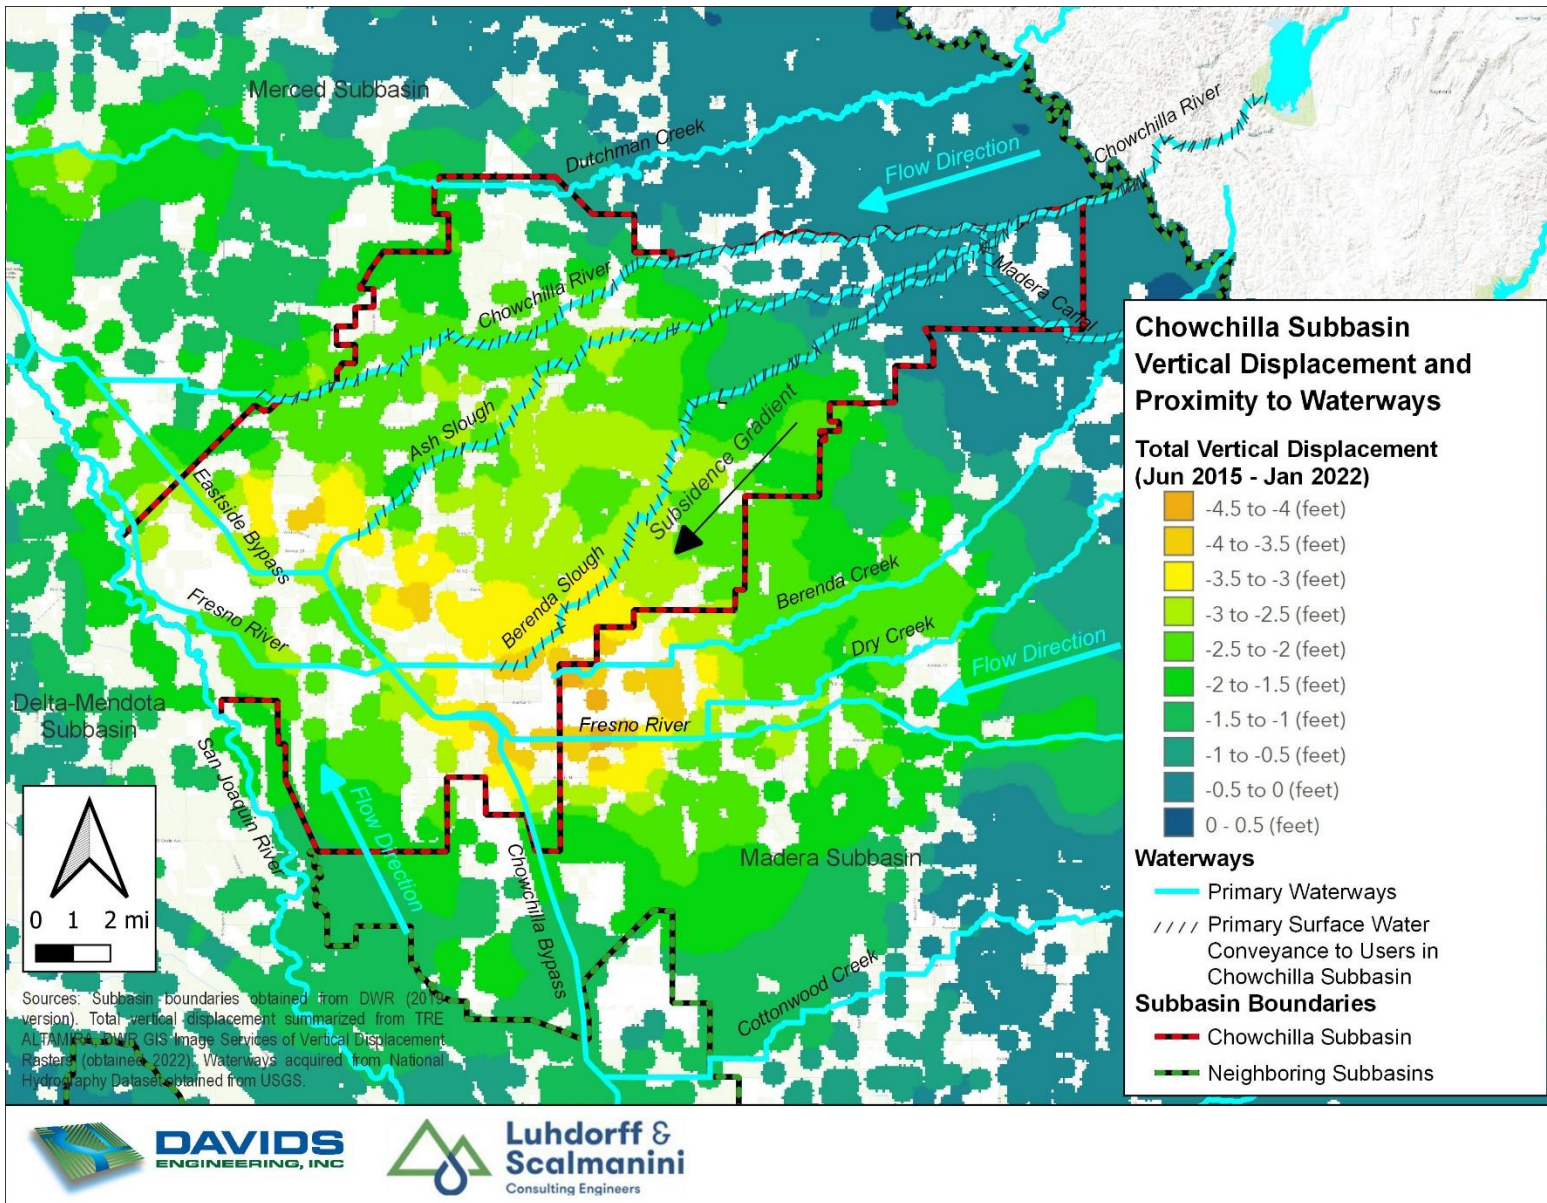 Merced Subbasin
Dutchman Creek
Flow Direction
Chowchilla River
Raymond
Madera Canal
Chowchilla River
Ash Slough
Subsidence Gradient
Eastside Bypass
Berenda Slough
Berenda Creek
Fresno River
Dry Creek
Flow Direction
Delta-Mendota
Subbasin
Fresno River
San Joaquin River
Flow Direction
Chowchilla Bypass
Madera Subbasin
Cottonwood Creek
0 1 2 mi
Sources: Subbasin boundaries obtained from DWR (2019
version). Total vertical displacement summarized from TRE
ALTAMIRA, DWR GIS Image Services of Vertical Displacement
Rasters (obtained 2022). Waterways acquired from National
Hydrography Dataset obtained from USGS.
Chowchilla Subbasin
Vertical Displacement and
Proximity to Waterways
Total Vertical Displacement
(Jun 2015 - Jan 2022)
-4.5 to -4 (feet)
-4 to -3.5 (feet)
-3.5 to -3 (feet)
-3 to -2.5 (feet)
-2.5 to -2 (feet)
-2 to -1.5 (feet)
-1.5 to -1 (feet)
-1 to -0.5 (feet)
-0.5 to 0 (feet)
0 - 0.5 (feet)
Waterways
Primary Waterways
Primary Surface Water
Conveyance to Users in
Chowchilla Subbasin
Subbasin Boundaries
Chowchilla Subbasin
Neighboring Subbasins
DAVIDS
ENGINEERING, INC
Luhdorff &
Scalmanini
Consulting Engineers